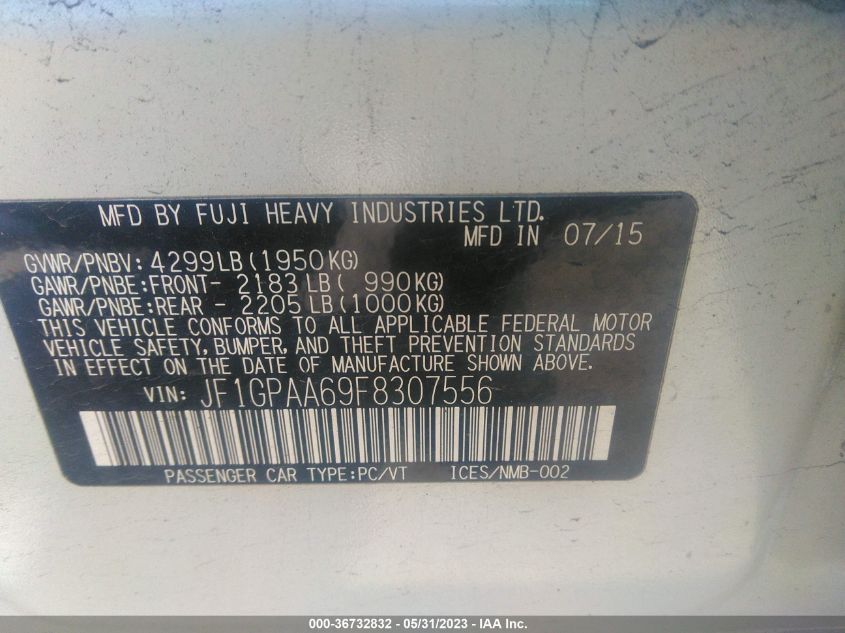 MFD BY FUJI HEAVY INDUSTRIES LTD.
MFD IN 07/15
GVWR/PNBV: 4299LB(1950KG)
GAWR/PNBE:FRONT- 2183LB( 990KG)
GAWR/PNBE:REAR - 2205LB(1000KG)
THIS VEHICLE CONFORMS TO ALL APPLICABLE FEDERAL MOTOR
VEHICLE SAFETY, BUMPER, AND THEFT PREVENTION STANDARDS
IN EFFECT ON THE DATE OF MANUFACTURE SHOWN ABOVE.
VIN: JF1GPAA69F8307556
PASSENGER CAR TYPE:PC/VT ICES/NMB-002
000-36732832 - 05/31/2023 - IAA Inc.